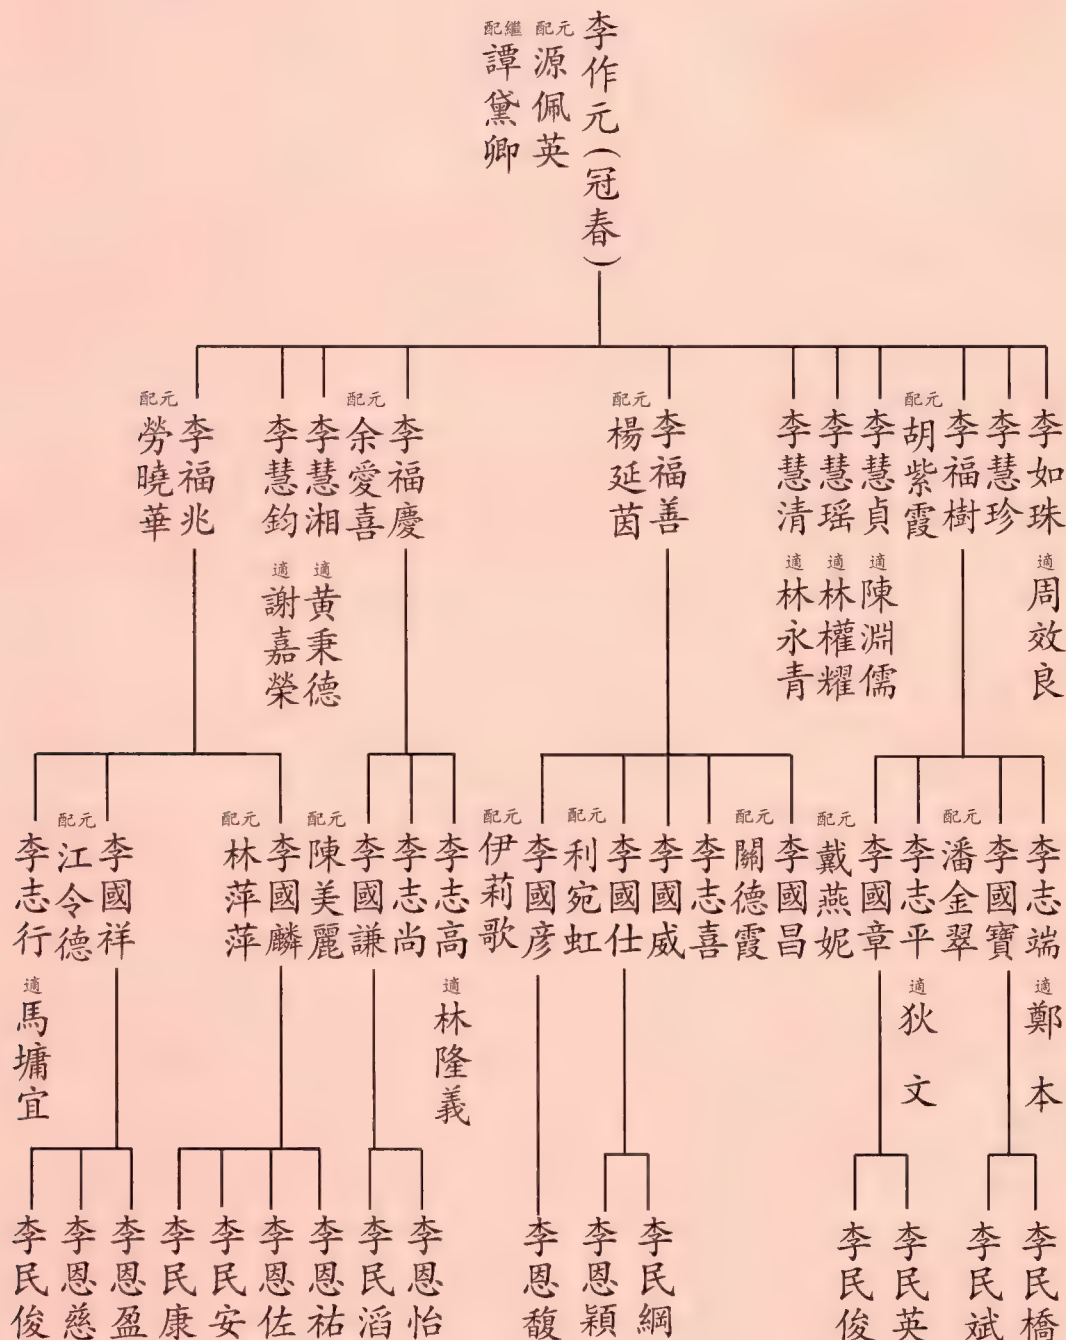 李作元(冠春)
元配
源佩英
繼配
譚黛卿
李如珠
適
周效良
李慧珍
李福樹
元配
胡紫霞
李慧貞
適
陳淵儒
李慧瑶
適
林權耀
李慧清
適
林永青
李福善
元配
楊延茵
李福慶
元配
余愛喜
李慧湘
適
黃秉德
李慧鈞
適
謝嘉榮
李福兆
元配
勞曉華
李志端
適
鄭本
李國寶
元配
潘金翠
李志平
適
狄文
李國章
元配
戴燕妮
李國昌
元配
關德霞
李志喜
李國威
李國仕
元配
利宛虹
李國彦
元配
伊莉歌
李志高
適
林隆義
李志尚
李國謙
元配
陳美麗
李國麟
元配
林萍萍
李國祥
元配
江令德
李志行
適
馬墉宜
李民橋
李民斌
李民英
李民俊
李民綱
李恩穎
李恩馥
李恩怡
李民滔
李恩祐
李恩佐
李民安
李民康
李恩盈
李恩慈
李民俊